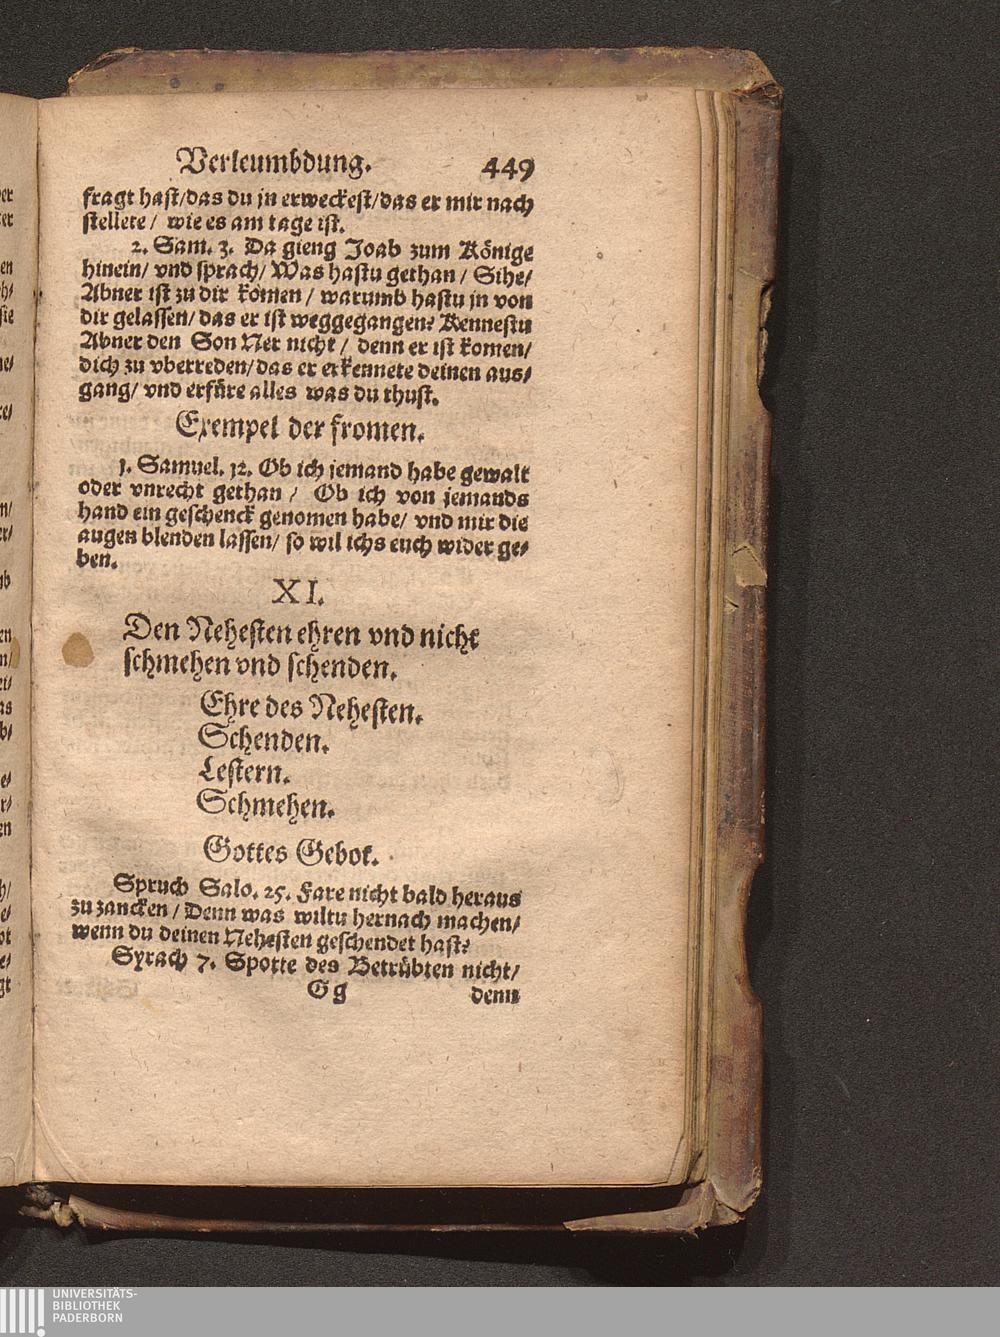 Verleumbdung. 449
fragt hast/das du jn erweckest/das er mir nach
stellete / wie es am tage ist.
2. Sam. 3. Da gieng Joab zum Könige
hinein/ vnd sprach/ Was hastu gethan / Sihe/
Abner ist zu dir komen / warumb hastu jn von
dir gelassen/ das er ist weggegangen? Kennestu
Abner den Son Ner nicht / denn er ist komen/
dich zu vberreden/das er erkennete deinen aus/
gang/ vnd erfüre alles was du thust.
Exempel der fromen.
1. Samuel. 12. Ob ich jemand habe gewalt
oder vnrecht gethan / Ob ich von jemands
hand ein geschenck genomen habe/ vnd mir die
augen blenden lassen/ so wil ichs euch wider ge/
ben.
XI.
Den Nehesten ehren vnd nicht
schmehen vnd schenden.
Ehre des Nehesten.
Schenden.
Lestern.
Schmehen.
Gottes Gebot.
Spruch Salo. 25. Fare nicht bald heraus
zu zancken / Denn was wiltu hernach machen/
wenn du deinen Nehesten geschendet hast?
Syrach 7. Spotte des Betrübten nicht/
Gg denn
UNIVERSITÄTS-
BIBLIOTHEK
PADERBORN